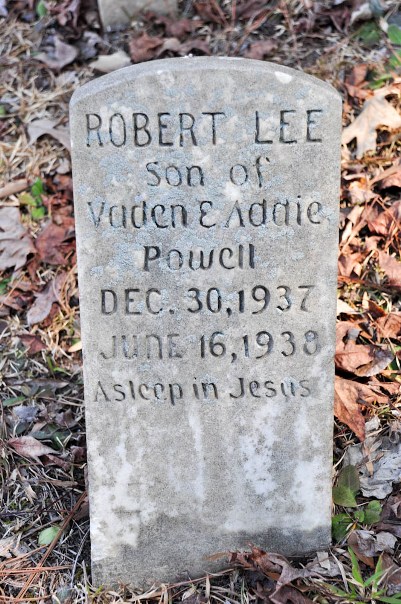 ROBERT LEE
Son of
Vaden & Addie
Powell
DEC. 30, 1937
JUNE 16, 1938
Asleep in Jesus